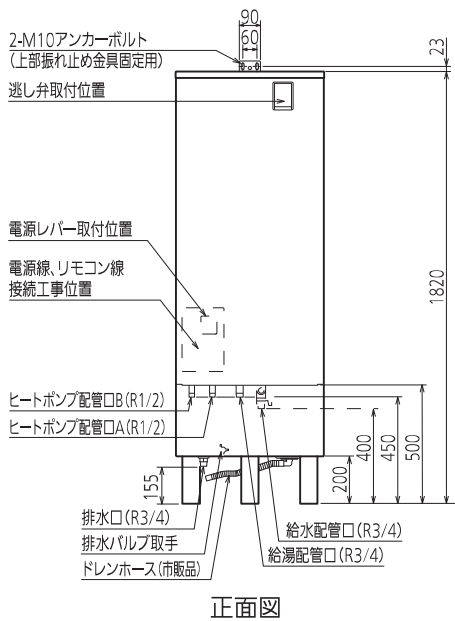 90
60
2-M10アンカーボルト
(上部振れ止め金具固定用)
23
逃し弁取付位置
電源レバー取付位置
電源線、リモコン線
接続工事位置
1820
ヒートポンプ配管口B(R1/2)
ヒートポンプ配管口A(R1/2)
155
200
400
450
500
排水口(R3/4)
排水バルブ取手
ドレンホース(市販品)
給水配管口(R3/4)
給湯配管口(R3/4)
正面図